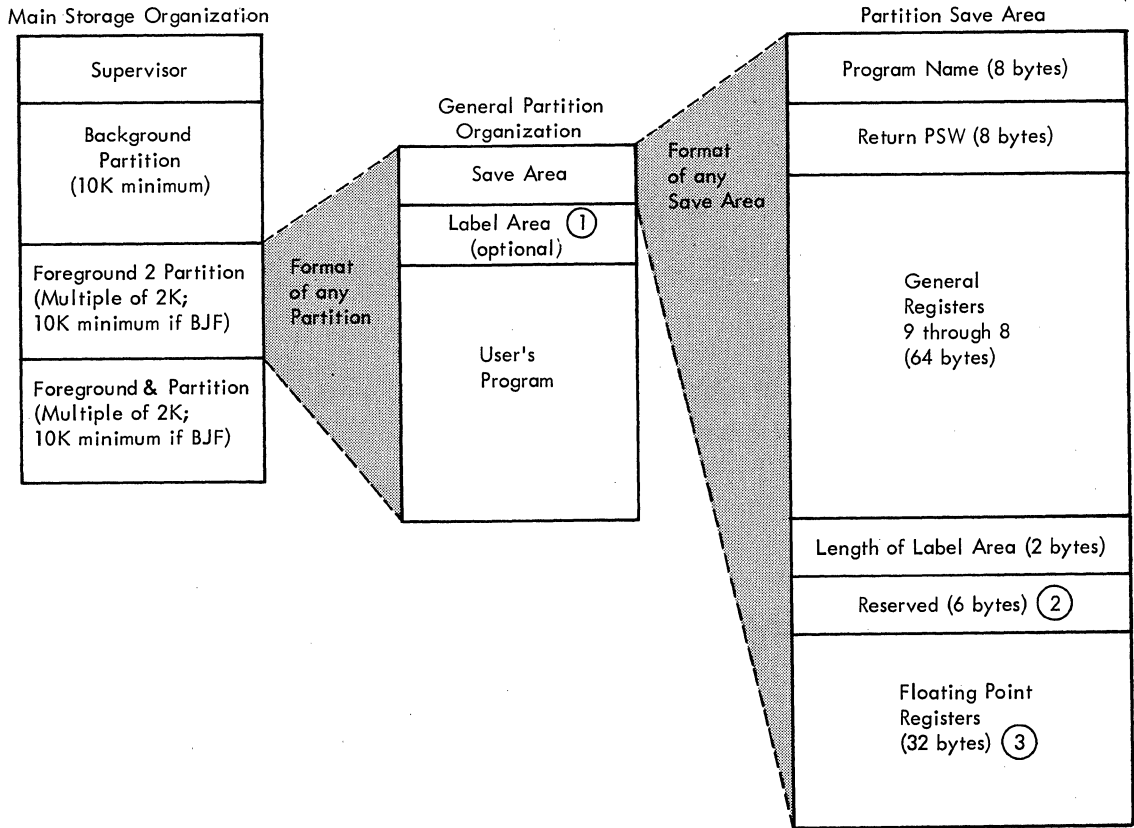 Main Storage Organization
Supervisor
Background
Partition
(10K minimum)
Foreground 2 Partition
(Multiple of 2K;
10K minimum if BJF)
Foreground & Partition
(Multiple of 2K;
10K minimum if BJF)
Format
of any
Partition
General Partition
Organization
Save Area
Label Area 1
(optional)
User's
Program
Format
of any
Save Area
Partition Save Area
Program Name (8 bytes)
Return PSW (8 bytes)
General
Registers
9 through 8
(64 bytes)
Length of Label Area (2 bytes)
Reserved (6 bytes) 2
Floating Point
Registers
(32 bytes) 3